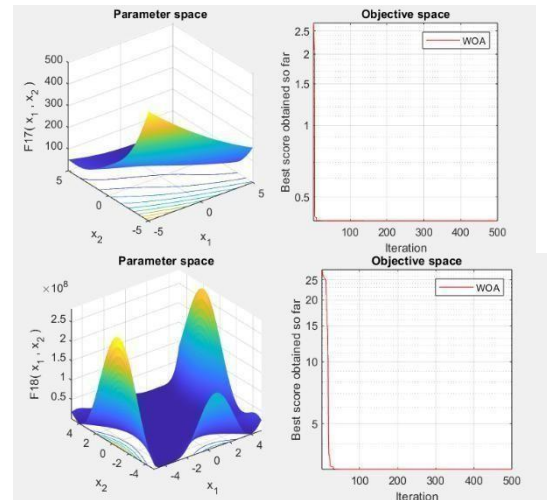 Parameter space
Objective space
500
400
300
200
100
F17( x₁ , x₂ )
5
0
-5
x₂
-5
0
5
x₁
2.5
2
1.5
1
0.5
Best score obtained so far
WOA
100 200 300 400 500
Iteration
Parameter space
Objective space
×10⁸
2.5
2
1.5
1
0.5
F18( x₁ , x₂ )
4
2
0
-2
-4
x₂
-4
-2
0
2
4
x₁
25
20
15
10
5
Best score obtained so far
WOA
100 200 300 400 500
Iteration